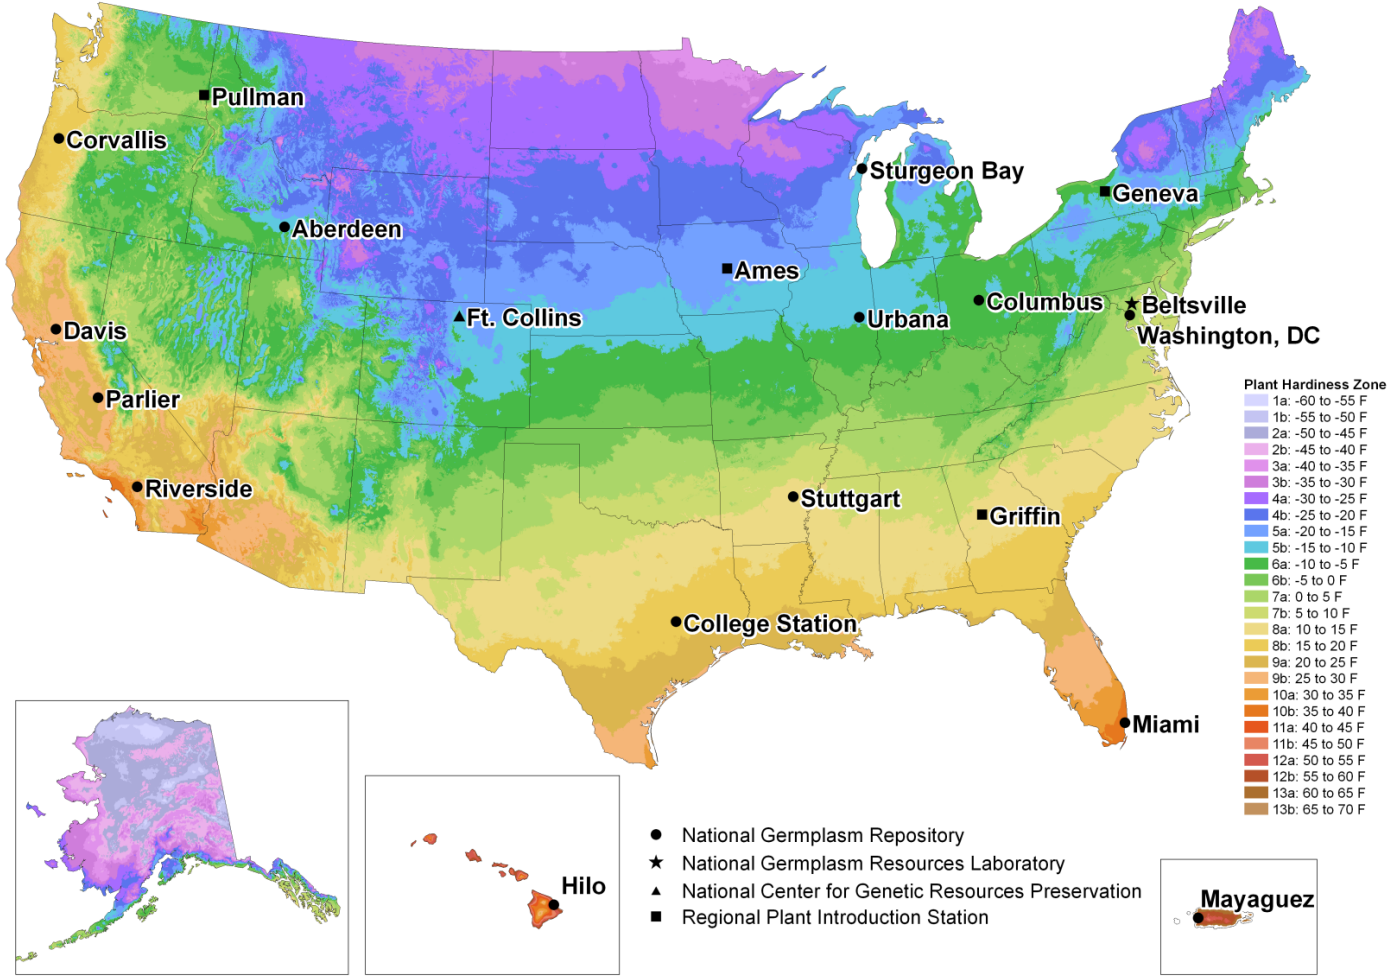 Pullman
Corvallis
Sturgeon Bay
Geneva
Aberdeen
Ames
Ft. Collins
Columbus
Beltsville
Urbana
Davis
Washington, DC
Parlier
Riverside
Stuttgart
Griffin
College Station
Miami
Plant Hardiness Zone
1a: -60 to -55 F
1b: -55 to -50 F
2a: -50 to -45 F
2b: -45 to -40 F
3a: -40 to -35 F
3b: -35 to -30 F
4a: -30 to -25 F
4b: -25 to -20 F
5a: -20 to -15 F
5b: -15 to -10 F
6a: -10 to -5 F
6b: -5 to 0 F
7a: 0 to 5 F
7b: 5 to 10 F
8a: 10 to 15 F
8b: 15 to 20 F
9a: 20 to 25 F
9b: 25 to 30 F
10a: 30 to 35 F
10b: 35 to 40 F
11a: 40 to 45 F
11b: 45 to 50 F
12a: 50 to 55 F
12b: 55 to 60 F
13a: 60 to 65 F
13b: 65 to 70 F
Hilo
National Germplasm Repository
National Germplasm Resources Laboratory
National Center for Genetic Resources Preservation
Regional Plant Introduction Station
Mayaguez